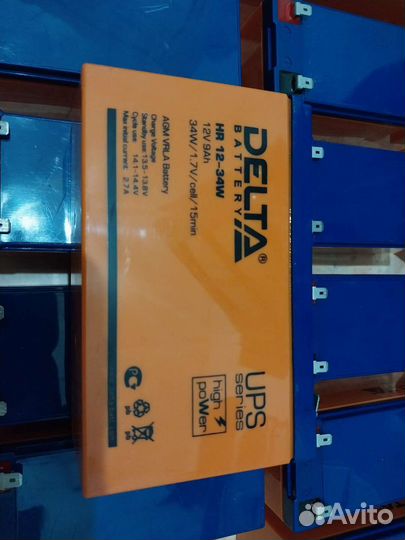 DELTA®
BATTERY
HR 12-34W
12V 9Ah
34W/1.7V/cell/15min
AGM VRLA Battery
Charge Voltage
Standby use: 13.5-13.8V
Cycle use: 14.1-14.4V
Max initial current: 2.7A
UPS
series
high
poWer
Pb
Pb
Avito